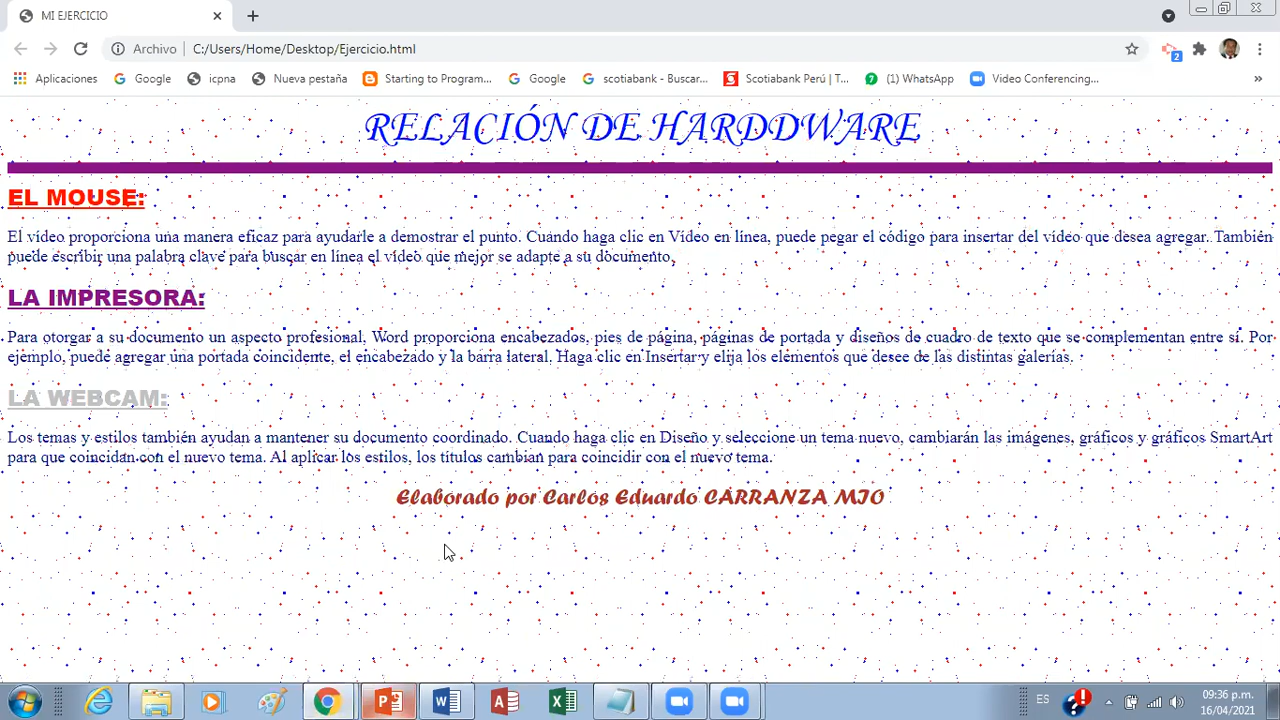 MI EJERCICIO
Archivo C:/Users/Home/Desktop/Ejercicio.html
2
Aplicaciones Google icpna Nueva pestaña Starting to Program... Google scotiabank - Buscar... Scotiabank Perú | T... (1) WhatsApp Video Conferencing... »
RELACIÓN DE HARDDWARE
EL MOUSE:
El vídeo proporciona una manera eficaz para ayudarle a demostrar el punto. Cuando haga clic en Vídeo en línea, puede pegar el código para insertar del vídeo que desea agregar. También
puede escribir una palabra clave para buscar en línea el vídeo que mejor se adapte a su documento.
LA IMPRESORA:
Para otorgar a su documento un aspecto profesional, Word proporciona encabezados, pies de página, páginas de portada y diseños de cuadro de texto que se complementan entre sí. Por
ejemplo, puede agregar una portada coincidente, el encabezado y la barra lateral. Haga clic en Insertar y elija los elementos que desee de las distintas galerías.
LA WEBCAM:
Los temas y estilos también ayudan a mantener su documento coordinado. Cuando haga clic en Diseño y seleccione un tema nuevo, cambiarán las imágenes, gráficos y gráficos SmartArt
para que coincidan con el nuevo tema. Al aplicar los estilos, los títulos cambian para coincidir con el nuevo tema.
Elaborado por Carlos Eduardo CARRANZA MIO
ES 09:36 p.m.
16/04/2021